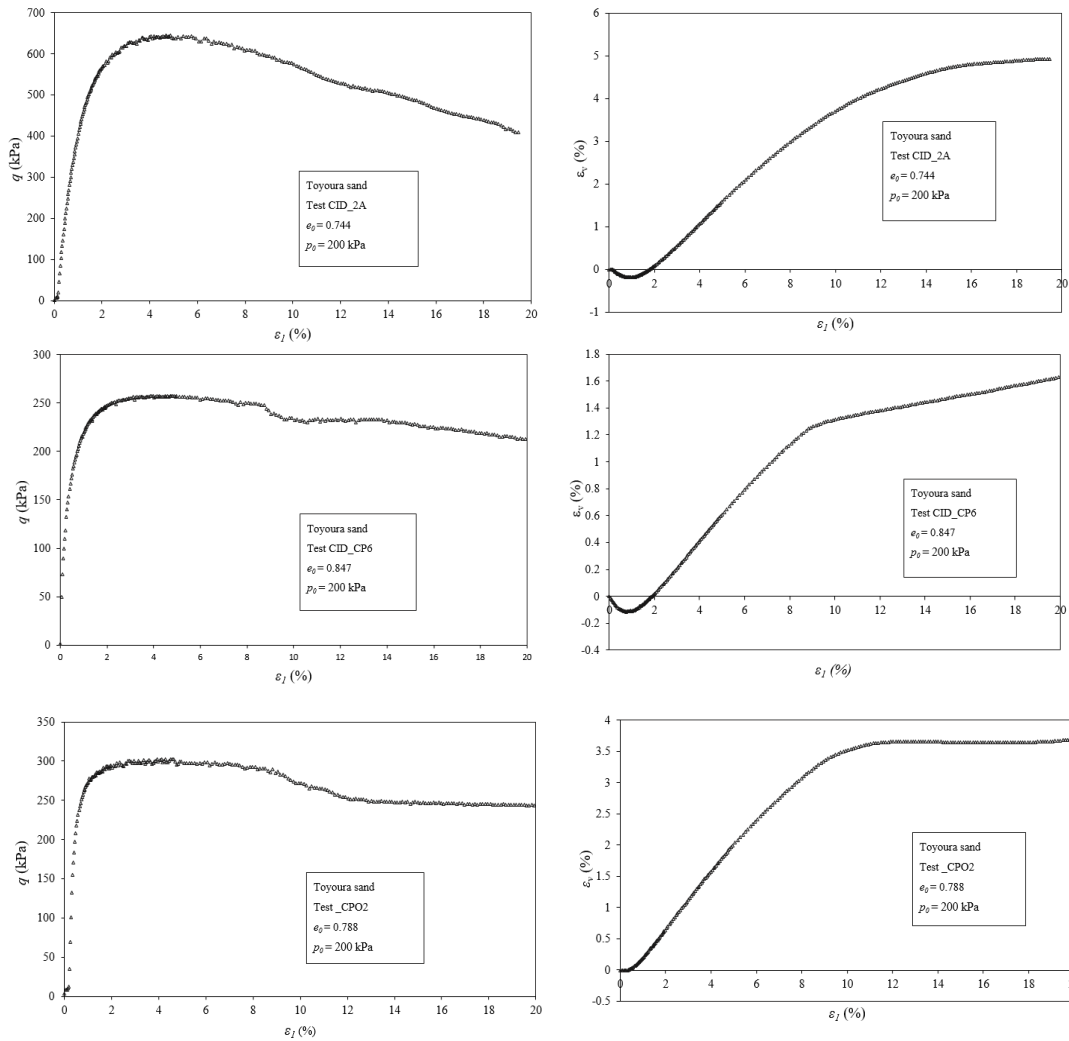 700
600
500
400
300
200
100
0
q (kPa)
0 2 4 6 8 10 12 14 16 18 20
ε1 (%)
Toyoura sand
Test CID_2A
e0 = 0.744
p0 = 200 kPa
6
5
4
3
2
1
0
-1
εv (%)
0 2 4 6 8 10 12 14 16 18 20
ε1 (%)
Toyoura sand
Test CID_2A
e0 = 0.744
p0 = 200 kPa
300
250
200
150
100
50
0
q (kPa)
0 2 4 6 8 10 12 14 16 18 20
ε1 (%)
Toyoura sand
Test CID_CP6
e0 = 0.847
p0 = 200 kPa
1.8
1.6
1.4
1.2
1
0.8
0.6
0.4
0.2
0
-0.2
-0.4
εv (%)
0 2 4 6 8 10 12 14 16 18 20
ε1 (%)
Toyoura sand
Test CID_CP6
e0 = 0.847
p0 = 200 kPa
350
300
250
200
150
100
50
0
q (kPa)
0 2 4 6 8 10 12 14 16 18 20
ε1 (%)
Toyoura sand
Test _CPO2
e0 = 0.788
p0 = 200 kPa
4
3.5
3
2.5
2
1.5
1
0.5
0
-0.5
εv (%)
0 2 4 6 8 10 12 14 16 18
ε1 (%)
Toyoura sand
Test _CPO2
e0 = 0.788
p0 = 200 kPa